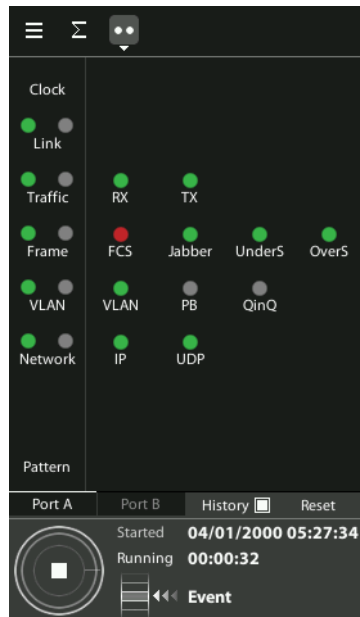 Σ
Clock
Link
Traffic RX TX
Frame FCS Jabber UnderS OverS
VLAN VLAN PB QinQ
Network IP UDP
Pattern
Port A Port B History Reset
Started 04/01/2000 05:27:34
Running 00:00:32
Event